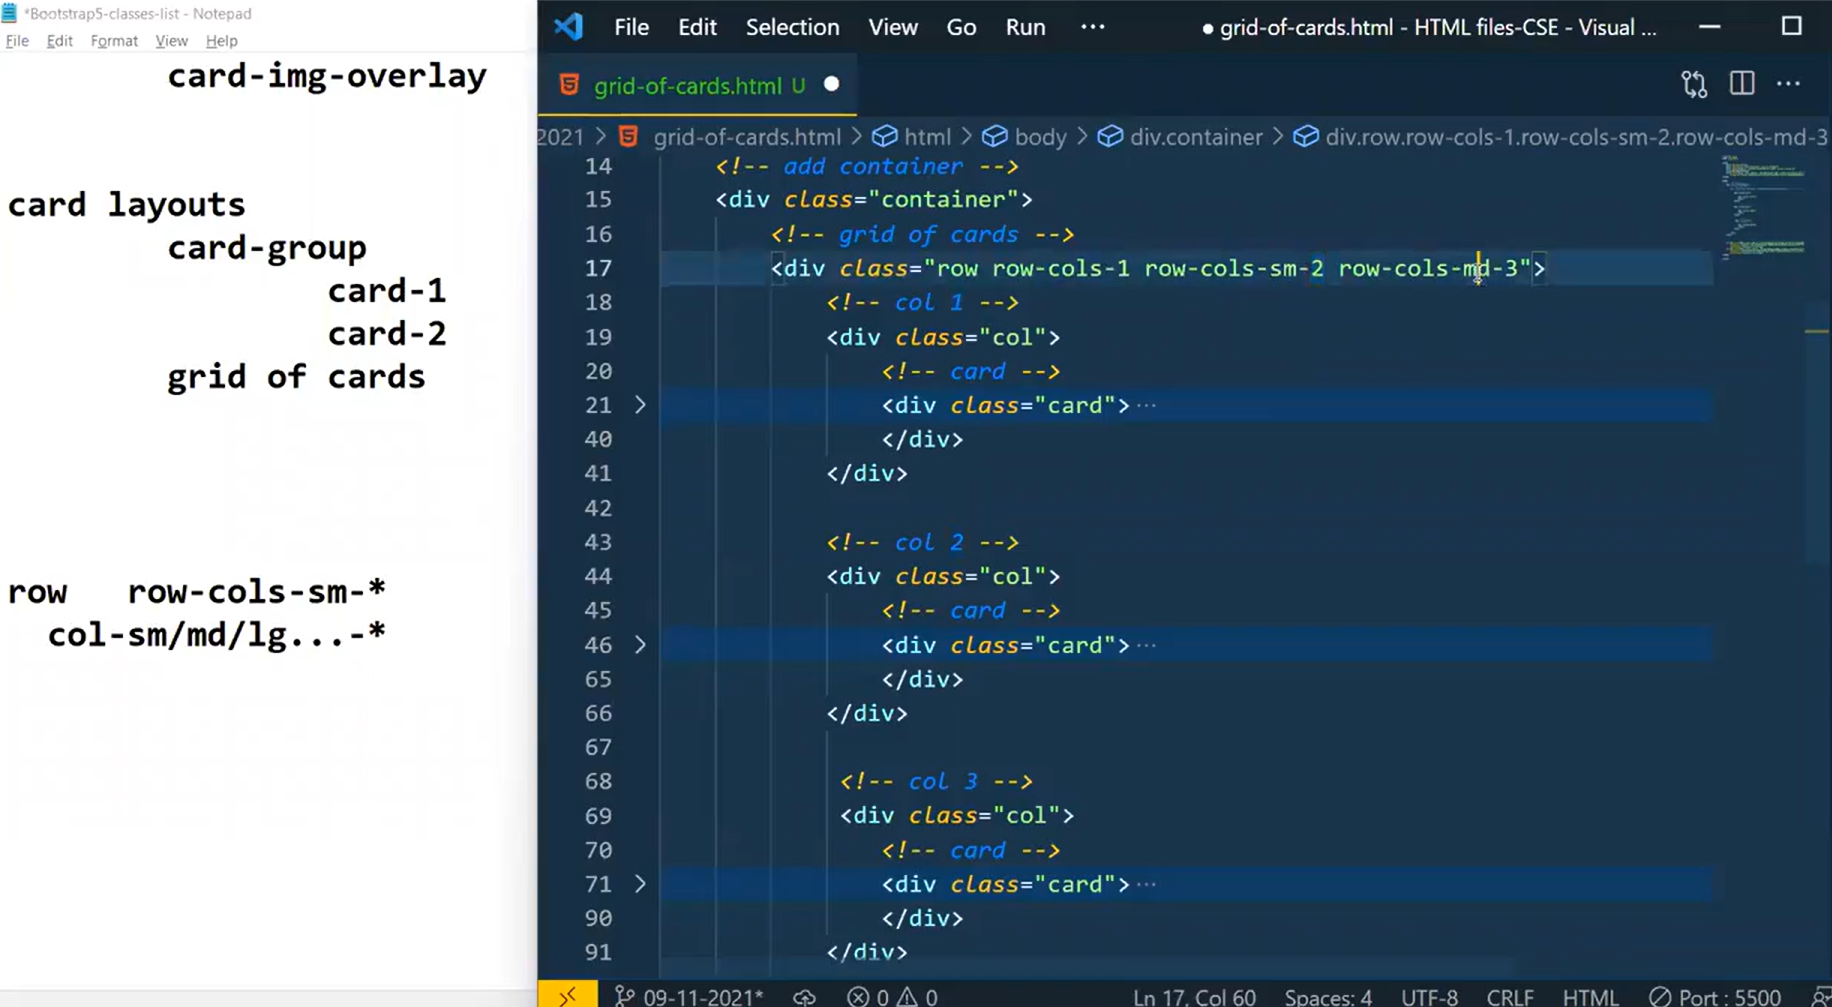 *Bootstrap5-classes-list - Notepad
File Edit Format View Help
card-img-overlay
card layouts
card-group
card-1
card-2
grid of cards
row row-cols-sm-*
col-sm/md/lg...-*
File Edit Selection View Go Run ··· ● grid-of-cards.html - HTML files-CSE - Visual ...
grid-of-cards.html U ●
2021 > grid-of-cards.html > html > body > div.container > div.row.row-cols-1.row-cols-sm-2.row-cols-md-3
14 <!-- add container -->
15 <div class="container">
16 <!-- grid of cards -->
17 <div class="row row-cols-1 row-cols-sm-2 row-cols-md-3">
18 <!-- col 1 -->
19 <div class="col">
20 <!-- card -->
21 > <div class="card">···
40 </div>
41 </div>
42
43 <!-- col 2 -->
44 <div class="col">
45 <!-- card -->
46 > <div class="card">···
65 </div>
66 </div>
67
68 <!-- col 3 -->
69 <div class="col">
70 <!-- card -->
71 > <div class="card">···
90 </div>
91 </div>
09-11-2021* 0 0 Ln 17, Col 60 Spaces: 4 UTF-8 CRLF HTML Port : 5500